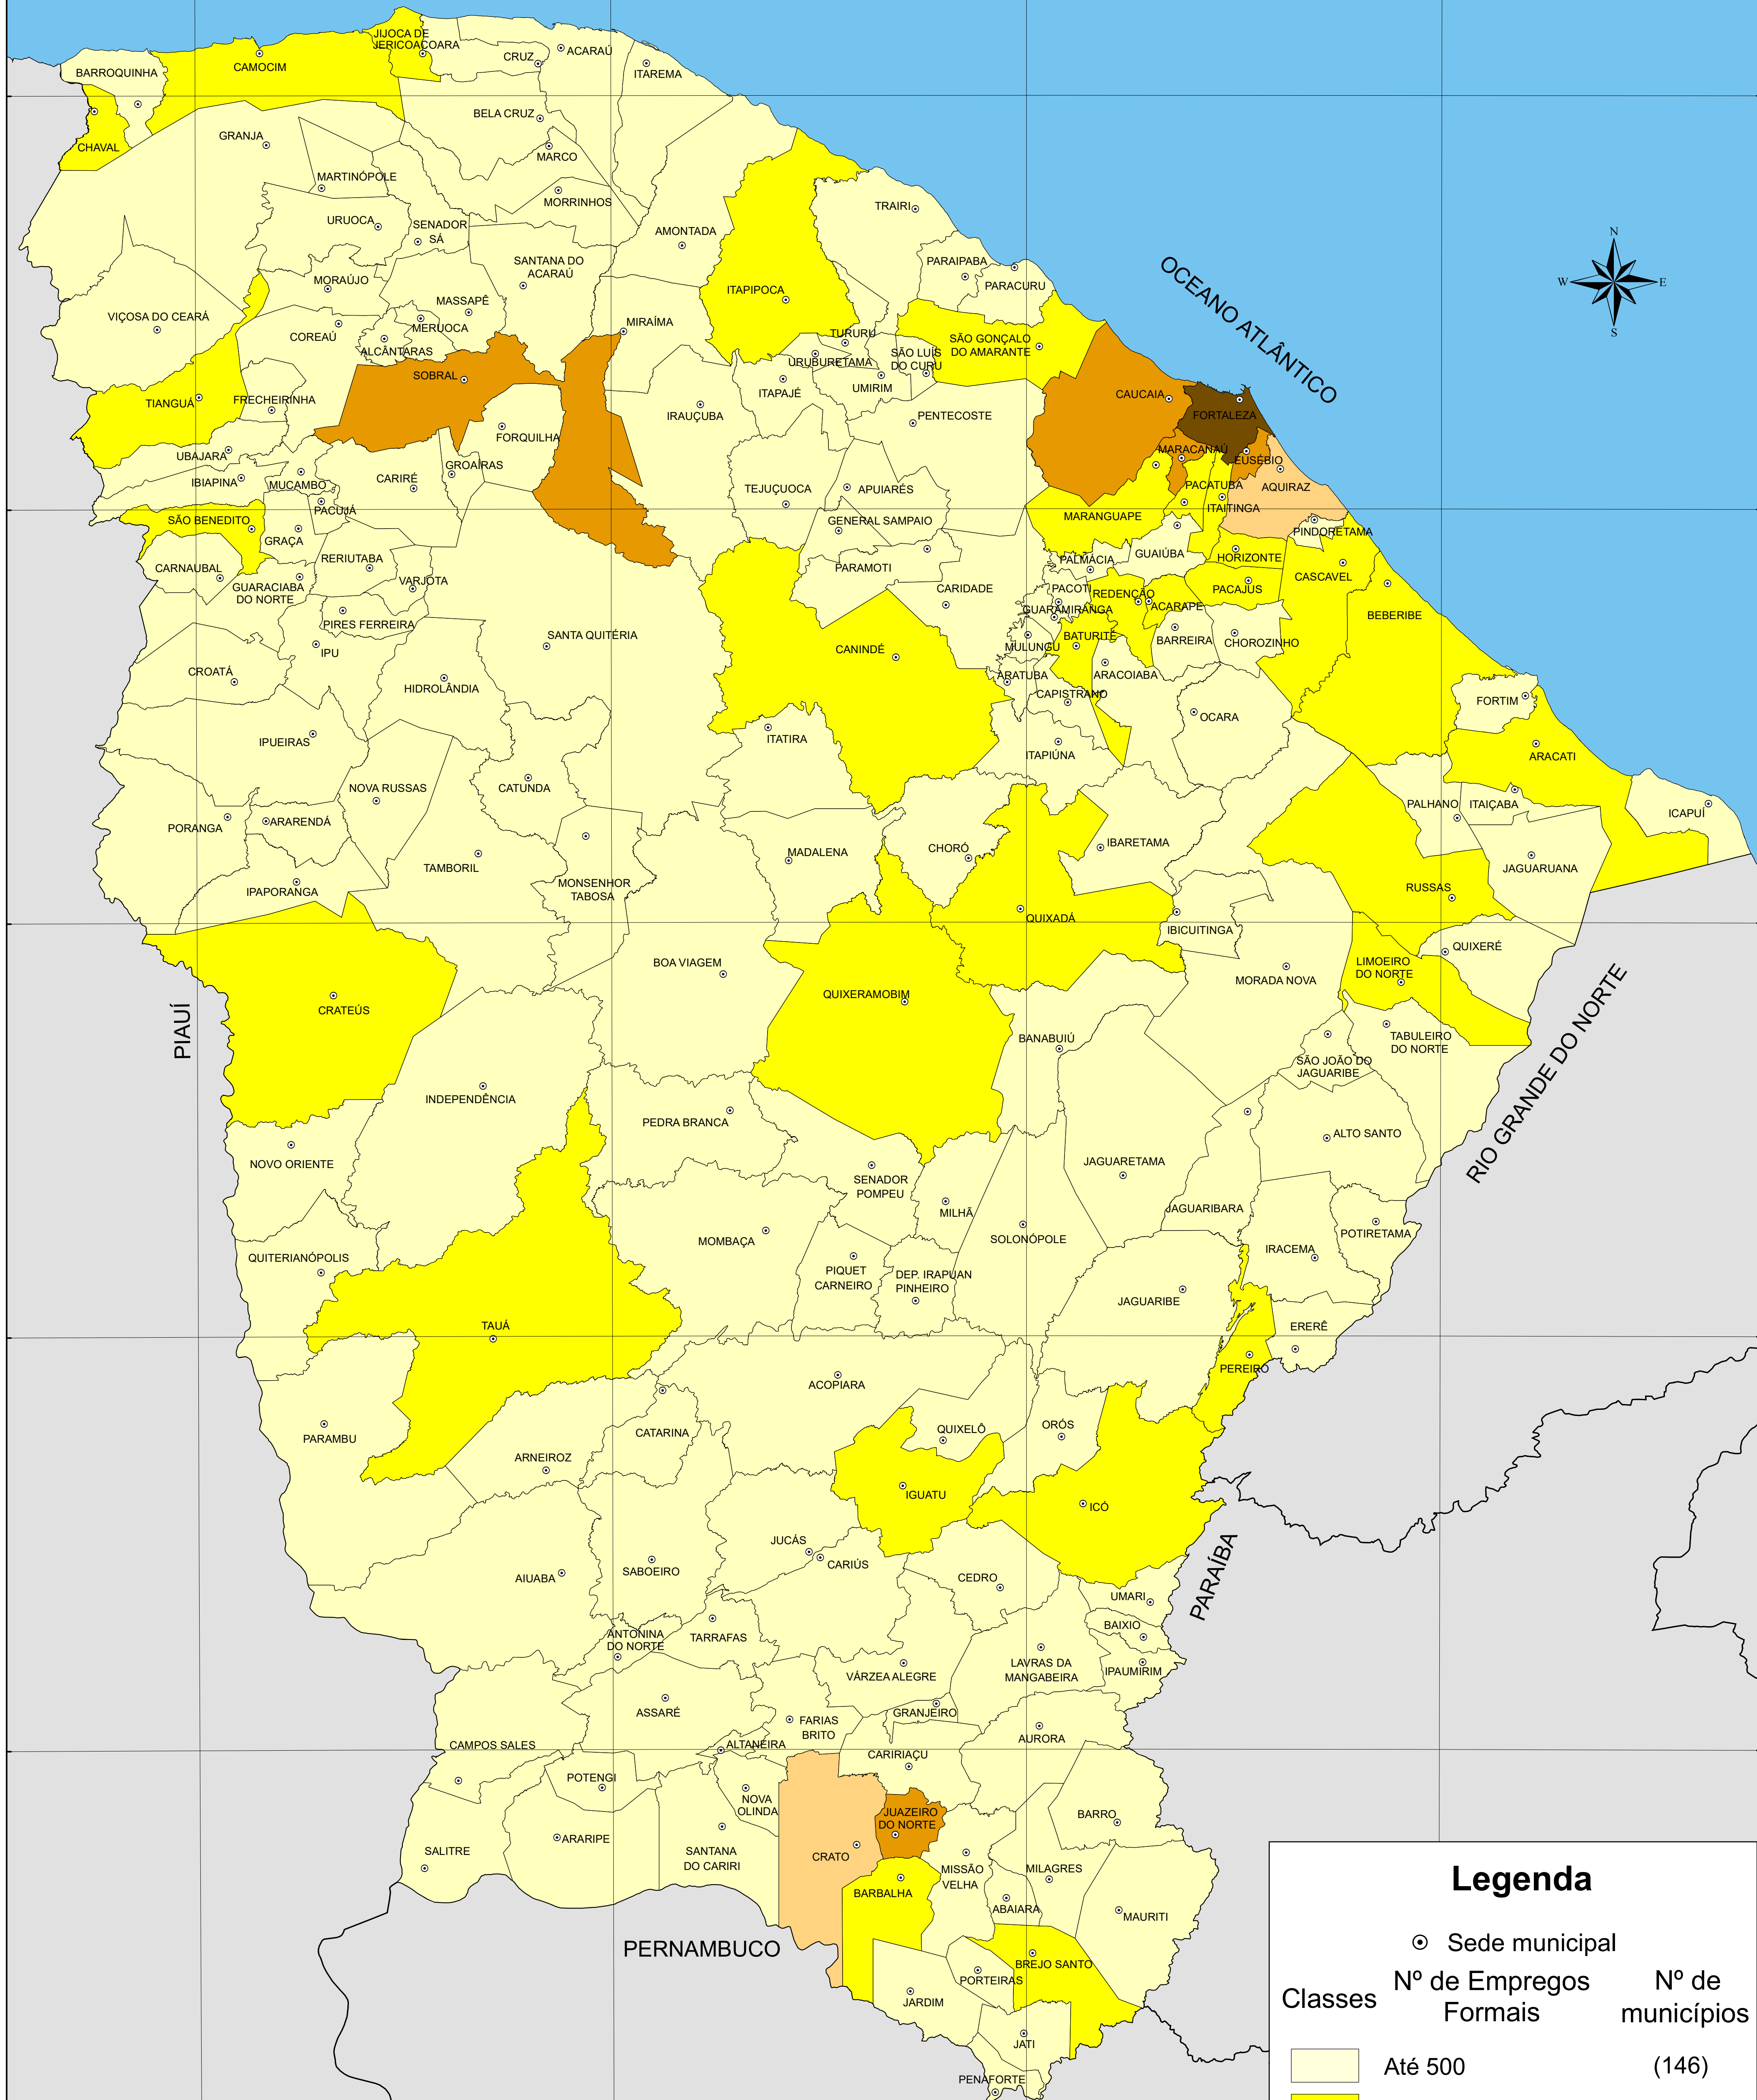 JIJOCA DE
JERICOACOARA
CRUZ
ACARAÚ
ITAREMA
BARROQUINHA
CAMOCIM
BELA CRUZ
CHAVAL
GRANJA
MARCO
MARTINÓPOLE
MORRINHOS
URUOCA
SENADOR
SÁ
AMONTADA
TRAIRI
N
W
E
S
SANTANA DO
ACARAÚ
PARAIPABA
PARACURU
OCEANO ATLÂNTICO
MORAÚJO
ITAPIPOCA
MASSAPÊ
VIÇOSA DO CEARÁ
MIRAÍMA
MERUOCA
COREAÚ
ALCÂNTARAS
TURURU
URUBURETAMA
SÃO LUÍS
DO CURU
SÃO GONÇALO
DO AMARANTE
SOBRAL
UMIRIM
ITAPAJÉ
CAUCAIA
TIANGUÁ
FRECHEIRINHA
IRAUÇUBA
PENTECOSTE
FORTALEZA
FORQUILHA
MARACANAÚ
UBAJARA
GROAÍRAS
EUSÉBIO
IBIAPINA
MUCAMBO
CARIRÉ
TEJUÇUOCA
APUIARÉS
PACATUBA
AQUIRAZ
PACUJÁ
ITAITINGA
SÃO BENEDITO
GENERAL SAMPAIO
MARANGUAPE
GRAÇA
PINDORETAMA
RERIUTABA
PALMÁCIA
GUAIÚBA
HORIZONTE
CARNAUBAL
PARAMOTI
VARJOTA
CASCAVEL
GUARACIABA
DO NORTE
CARIDADE
PACOTI
REDENÇÃO
PACAJUS
GUARAMIRANGA
ACARAPE
BEBERIBE
PIRES FERREIRA
SANTA QUITÉRIA
BATURITÉ
BARREIRA
CHOROZINHO
IPU
CANINDÉ
MULUNGU
CROATÁ
ARATUBA
ARACOIABA
HIDROLÂNDIA
CAPISTRANO
FORTIM
OCARA
IPUEIRAS
ITATIRA
ITAPIÚNA
ARACATI
NOVA RUSSAS
CATUNDA
PALHANO
ITAIÇABA
ICAPUÍ
PORANGA
ARARENDÁ
IBARETAMA
MADALENA
CHORÓ
TAMBORIL
JAGUARUANA
IPAPORANGA
MONSENHOR
TABOSA
RUSSAS
QUIXADÁ
IBICUITINGA
QUIXERÉ
BOA VIAGEM
LIMOEIRO
DO NORTE
MORADA NOVA
QUIXERAMOBIM
CRATEÚS
PIAUÍ
BANABUIÚ
TABULEIRO
DO NORTE
SÃO JOÃO DO
JAGUARIBE
RIO GRANDE DO NORTE
INDEPENDÊNCIA
PEDRA BRANCA
ALTO SANTO
NOVO ORIENTE
JAGUARETAMA
SENADOR
POMPEU
JAGUARIBARA
MILHÃ
POTIRETAMA
MOMBAÇA
SOLONÓPOLE
IRACEMA
QUITERIANÓPOLIS
PIQUET
CARNEIRO
DEP. IRAPUAN
PINHEIRO
JAGUARIBE
TAUÁ
ERERÊ
PEREIRO
ACOPIARA
PARAMBU
CATARINA
QUIXELÔ
ORÓS
ARNEIROZ
IGUATU
ICÓ
JUCÁS
CARIÚS
AIUABA
SABOEIRO
CEDRO
PARAÍBA
UMARI
BAIXIO
ANTONINA
DO NORTE
TARRAFAS
VÁRZEA ALEGRE
LAVRAS DA
MANGABEIRA
IPAUMIRIM
ASSARÉ
GRANJEIRO
FARIAS
BRITO
AURORA
CAMPOS SALES
ALTANEIRA
CARIRIAÇU
POTENGI
NOVA
OLINDA
JUAZEIRO
DO NORTE
BARRO
ARARIPE
SALITRE
SANTANA
DO CARIRI
CRATO
MISSÃO
VELHA
MILAGRES
BARBALHA
ABAIARA
MAURITI
PERNAMBUCO
BREJO SANTO
PORTEIRAS
JARDIM
JATI
PENAFORTE
Legenda
Sede municipal
Classes
Nº de Empregos
Formais
Nº de
municípios
Até 500
(146)